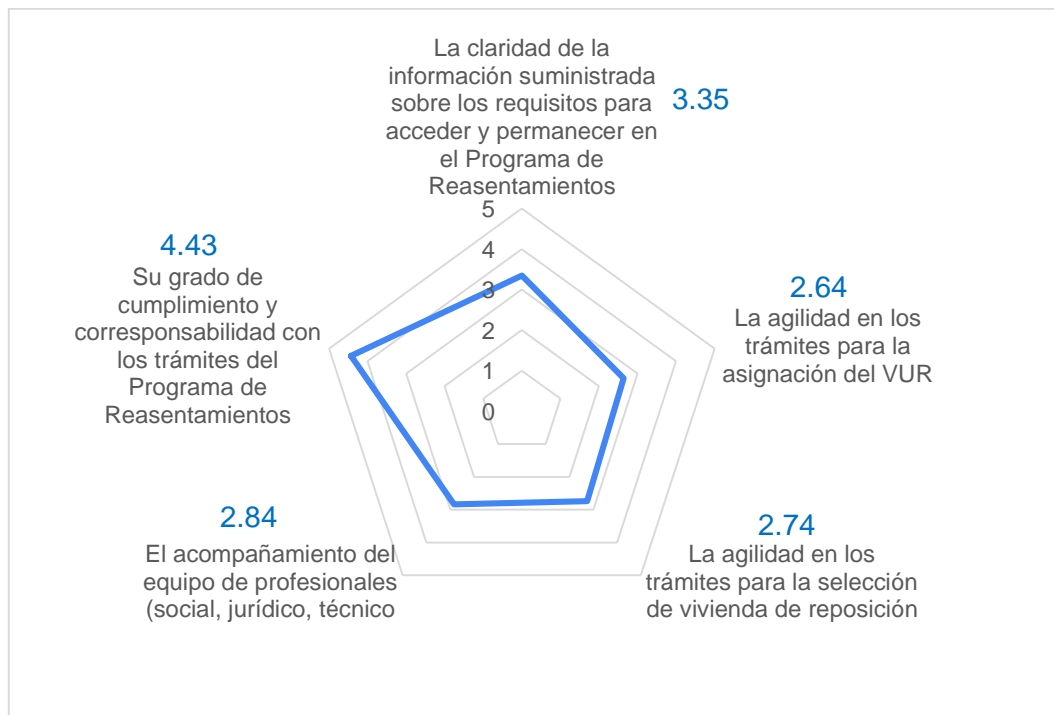 La claridad de la
información suministrada
sobre los requisitos para
acceder y permanecer en
el Programa de
Reasentamientos
3.35
5
4
3
2
1
0
2.64
La agilidad en los
trámites para la
asignación del VUR
2.74
La agilidad en los
trámites para la selección
de vivienda de reposición
2.84
El acompañamiento del
equipo de profesionales
(social, jurídico, técnico
4.43
Su grado de
cumplimiento y
corresponsabilidad con
los trámites del
Programa de
Reasentamientos